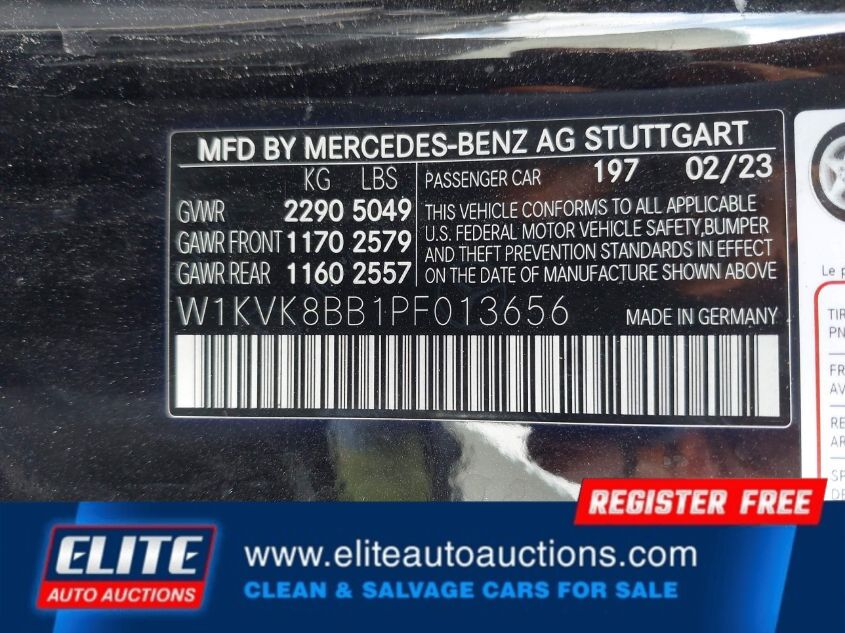 MFD BY MERCEDES-BENZ AG STUTTGART
KG LBS PASSENGER CAR 197 02/23
GVWR 2290 5049
GAWR FRONT 1170 2579
GAWR REAR 1160 2557
THIS VEHICLE CONFORMS TO ALL APPLICABLE
U.S. FEDERAL MOTOR VEHICLE SAFETY,BUMPER
AND THEFT PREVENTION STANDARDS IN EFFECT
ON THE DATE OF MANUFACTURE SHOWN ABOVE
W1KVK8BB1PF013656 MADE IN GERMANY
Le
REGISTER FREE
ELITE
AUTO AUCTIONS
www.eliteautoauctions.com
CLEAN & SALVAGE CARS FOR SALE